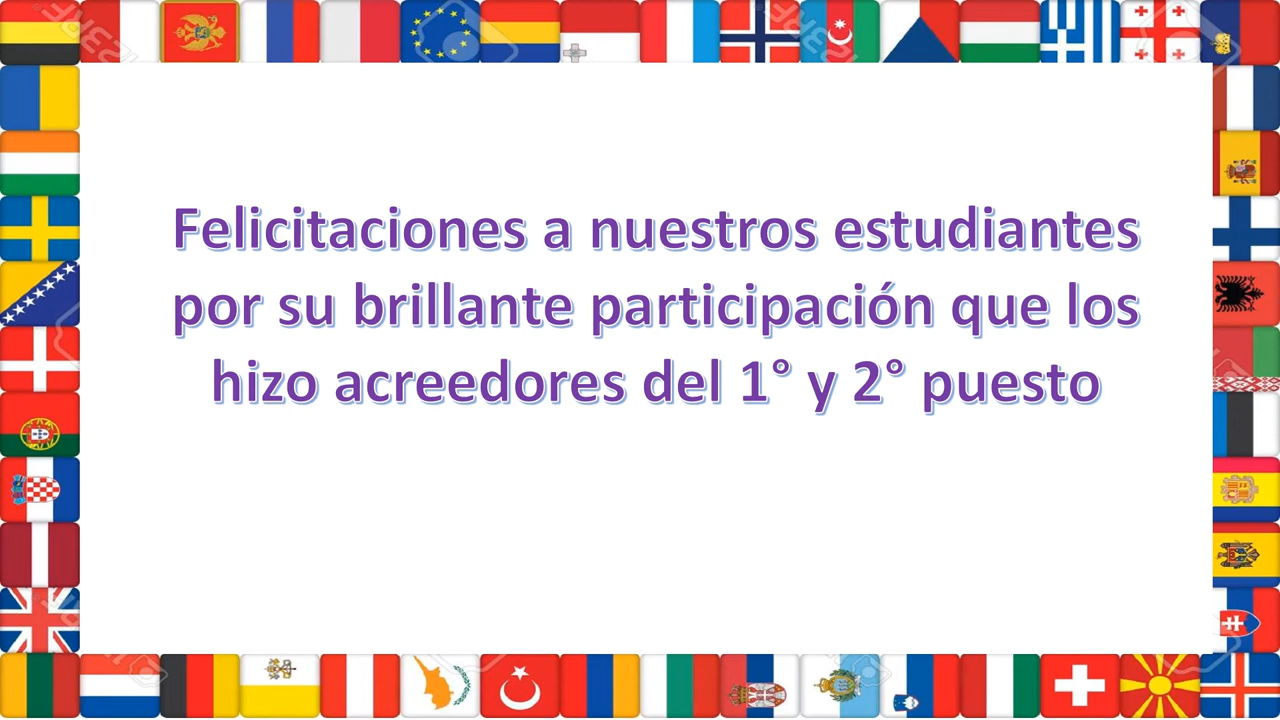 Felicitaciones a nuestros estudiantes
por su brillante participación que los
hizo acreedores del 1° y 2° puesto